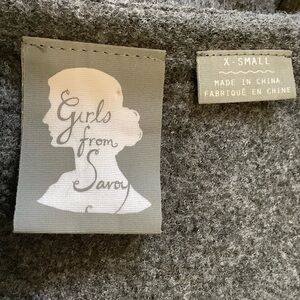 Girls
from
Savoy
X-SMALL
MADE IN CHINA
FABRIQUÉ EN CHINE